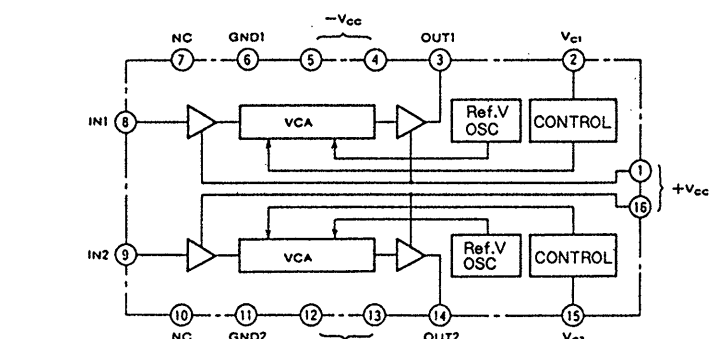 −Vcc
NC GND1 OUT1 VC1
7 6 5 4 3 2
IN1 8
VCA
Ref.V
OSC
CONTROL
1
+Vcc
16
IN2 9
VCA
Ref.V
OSC
CONTROL
10 11 12 13 14 15
NC GND2 OUT2